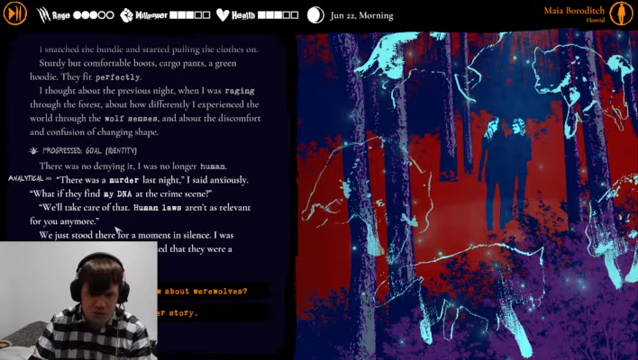 Rage Willpower Health Jun 22, Morning Maia Boroditch
Homid
I snatched the bundle and started pulling the clothes on.
Sturdy but comfortable boots, cargo pants, a green
hoodie. They fit perfectly.
I thought about the previous night, when I was raging
through the forest, about how differently I experienced the
world through the wolf senses, and about the discomfort
and confusion of changing shape.
PROGRESSED: GOAL (IDENTITY)
There was no denying it, I was no longer human.
ANALYTICAL "There was a murder last night," I said anxiously.
"What if they find my DNA at the crime scene?"
"We'll take care of that. Human laws aren't as relevant
for you anymore."
We just stood there for a moment in silence. I was
that they were a
about werewolves?
story.